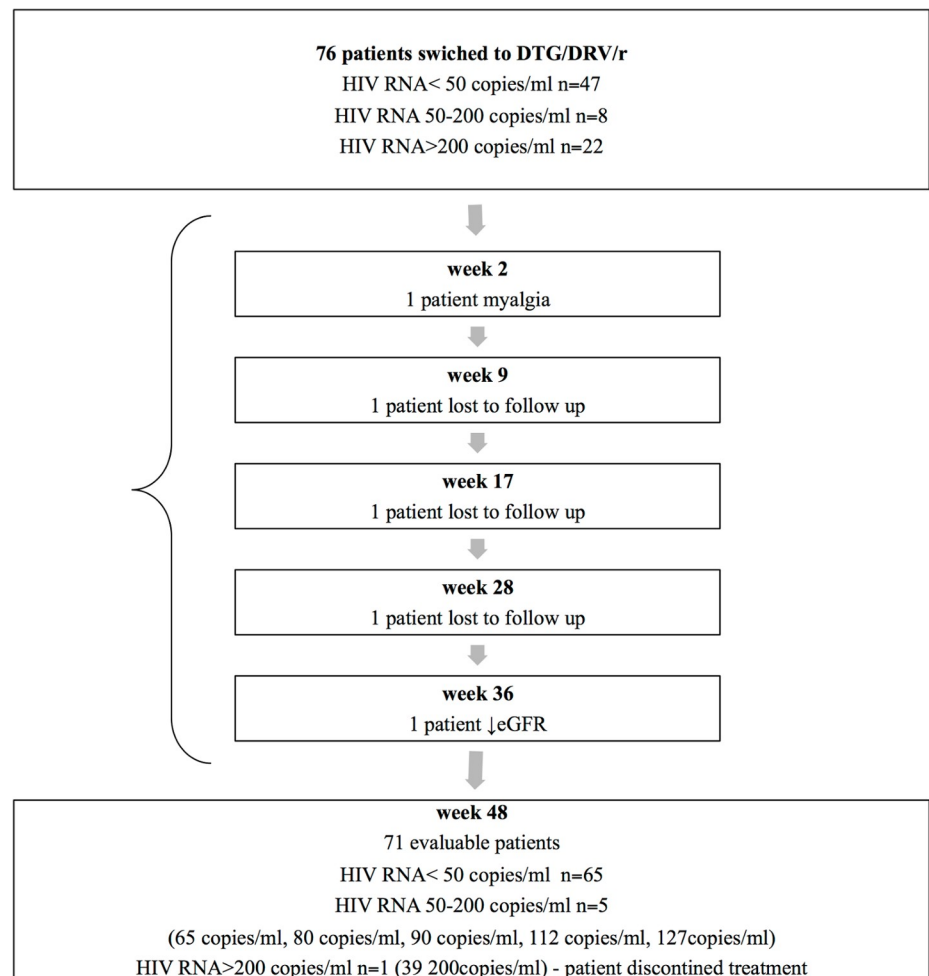 76 patients swiched to DTG/DRV/r
HIV RNA< 50 copies/ml n=47
HIV RNA 50-200 copies/ml n=8
HIV RNA>200 copies/ml n=22
week 2
1 patient myalgia
week 9
1 patient lost to follow up
week 17
1 patient lost to follow up
week 28
1 patient lost to follow up
week 36
1 patient ↓eGFR
week 48
71 evaluable patients
HIV RNA< 50 copies/ml n=65
HIV RNA 50-200 copies/ml n=5
(65 copies/ml, 80 copies/ml, 90 copies/ml, 112 copies/ml, 127copies/ml)
HIV RNA>200 copies/ml n=1 (39 200copies/ml) - patient discontined treatment